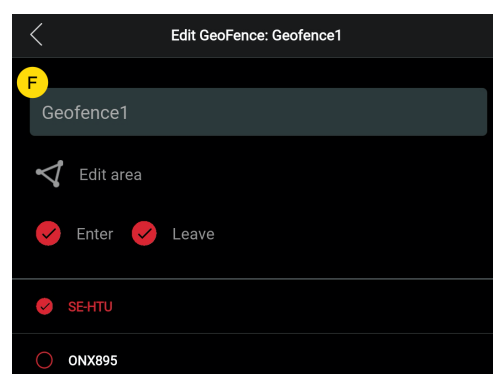 Edit GeoFence: Geofence1
F
Geofence1
Edit area
Enter Leave
SE-HTU
ONX895